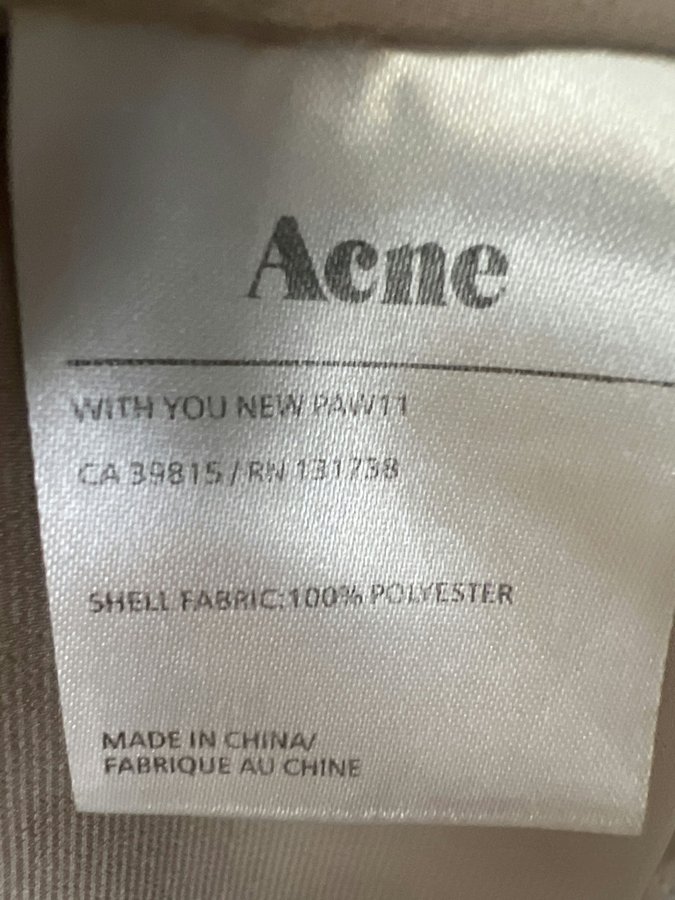 Acne
WITH YOU NEW PAW11
CA 39815/RN 131738
SHELL FABRIC:100% POLYESTER
MADE IN CHINA/
FABRIQUE AU CHINE